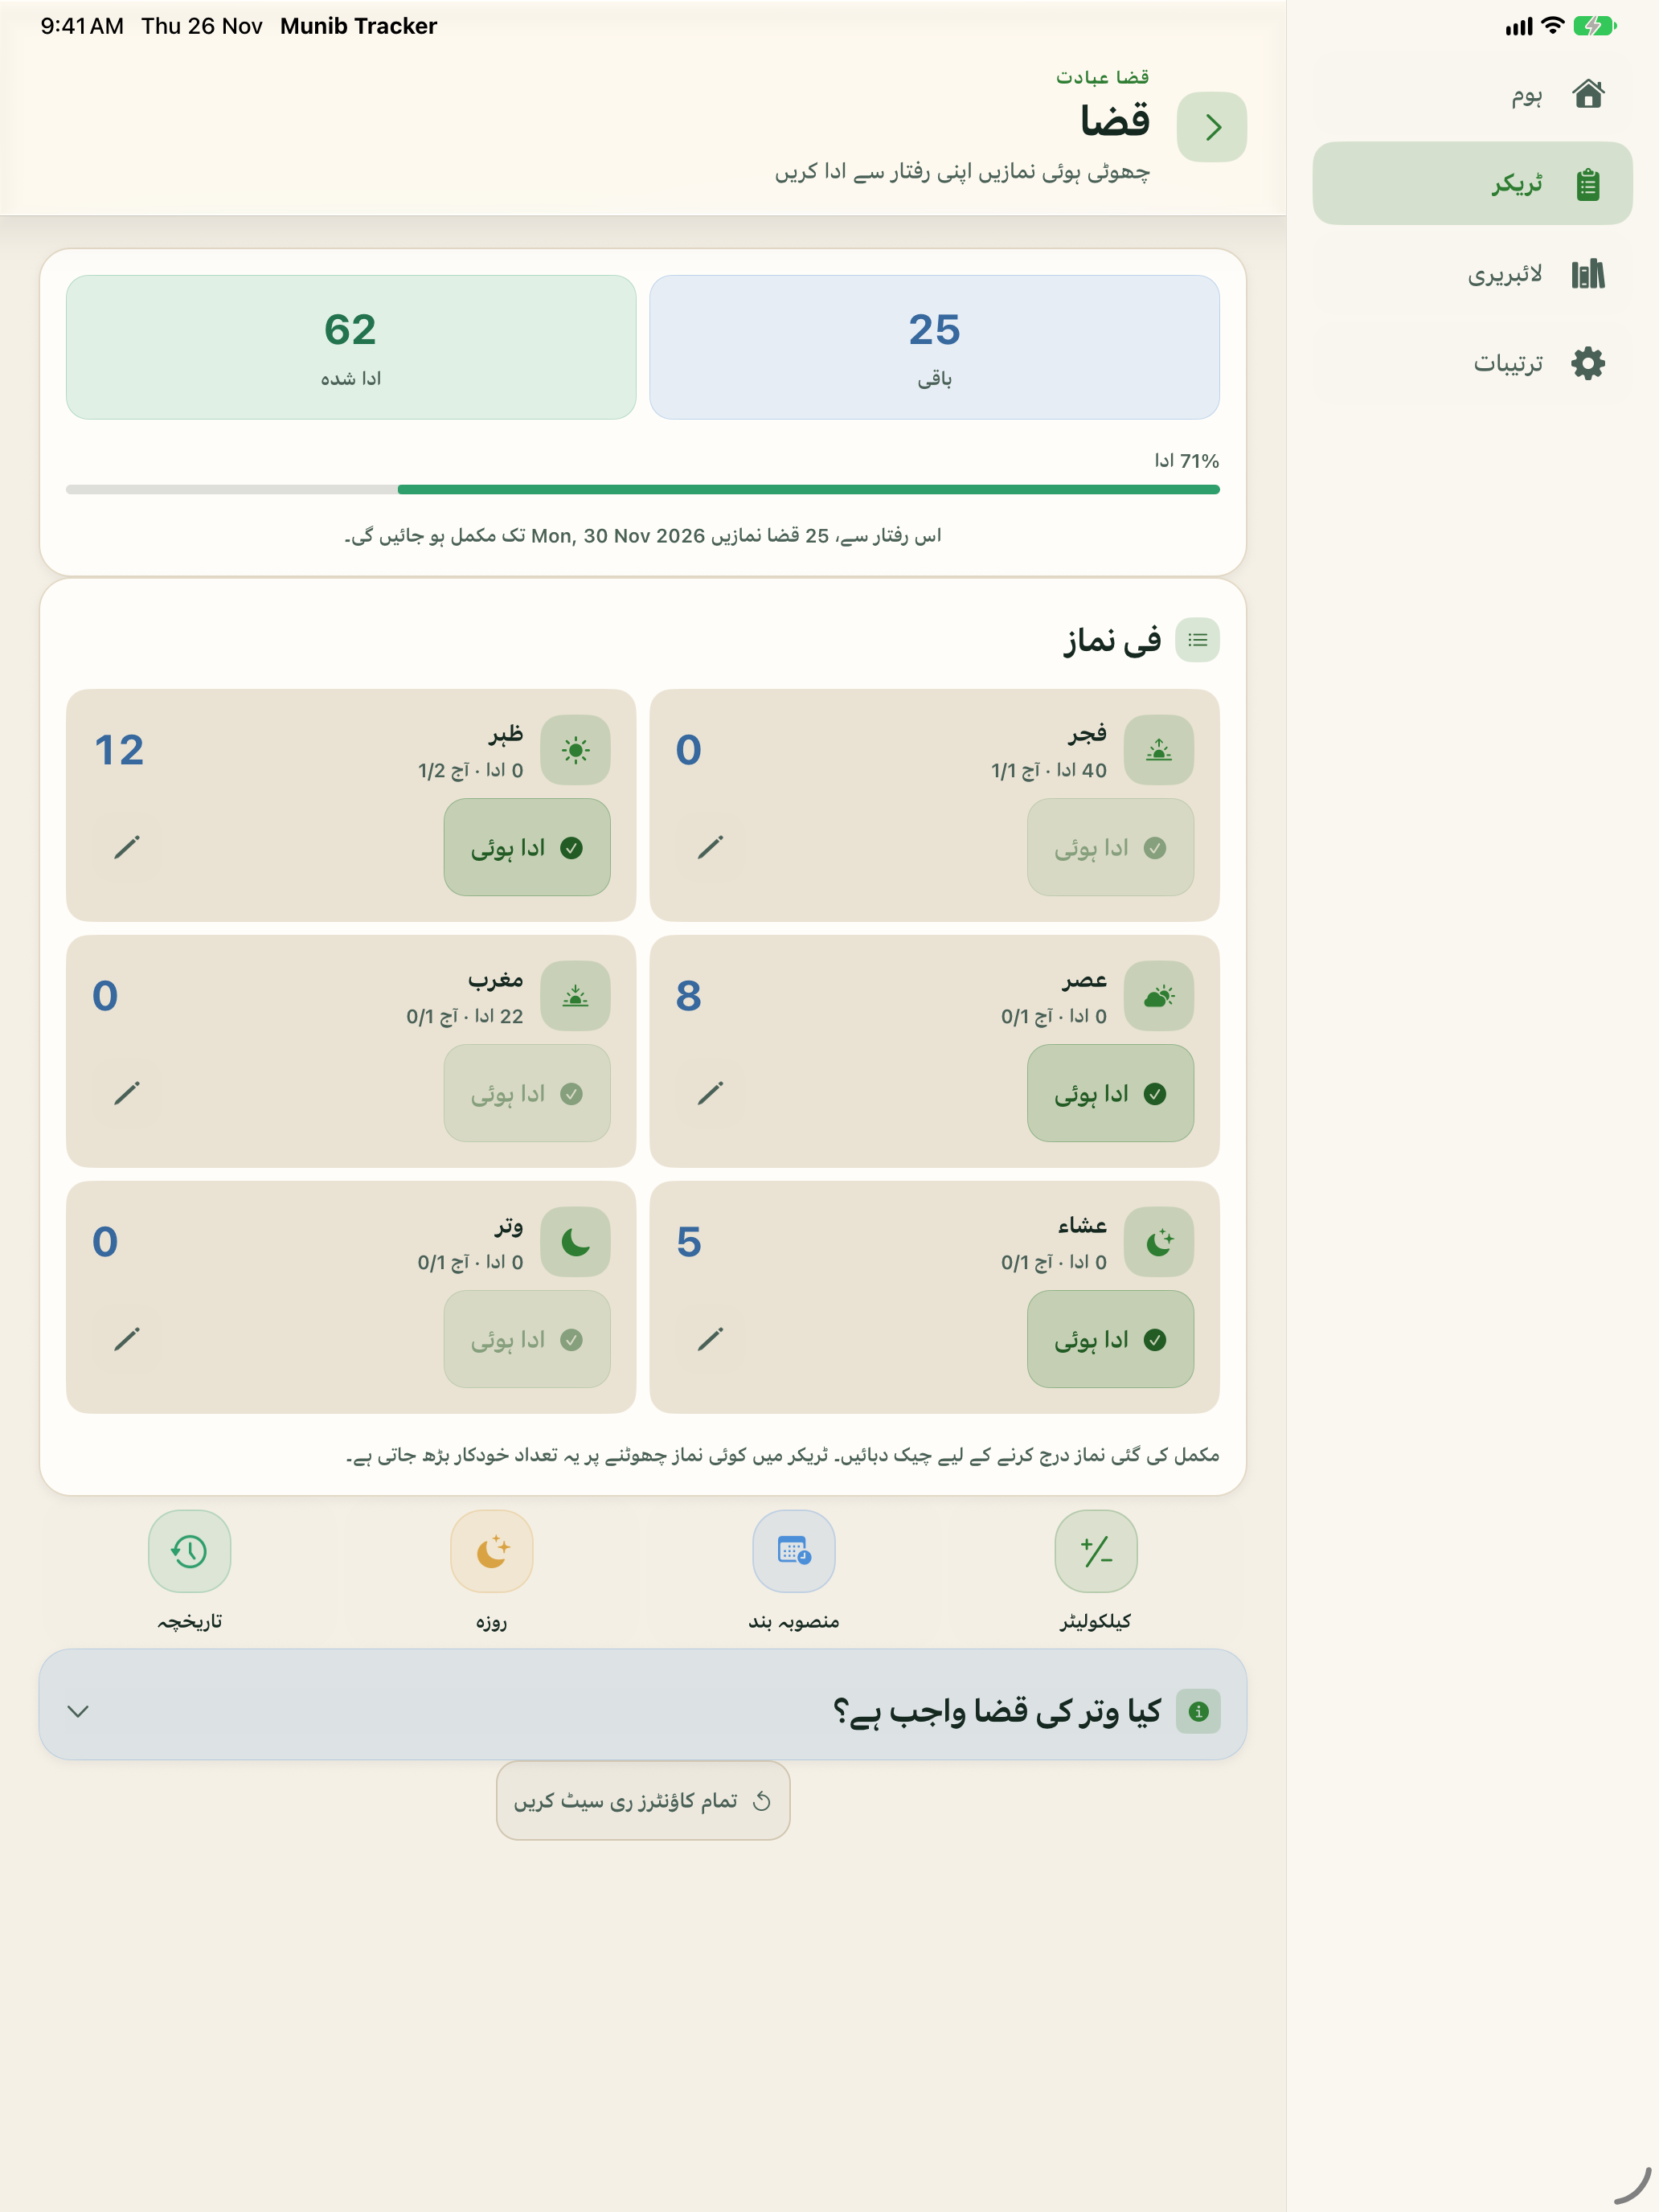 9:41 AM Thu 26 Nov Munib Tracker
ہوم
ٹریکر
لائبریری
ترتیبات
قضا عبادت
قضا
چھوٹی ہوئی نمازیں اپنی رفتار سے ادا کریں
25
باقی
62
ادا شدہ
71% ادا
اس رفتار سے، 25 قضا نمازیں Mon, 30 Nov 2026 تک مکمل ہو جائیں گی۔
فی نماز
فجر
40 ادا · آج 1/1
0
ادا ہوئی
ظہر
0 ادا · آج 1/2
12
ادا ہوئی
عصر
0 ادا · آج 0/1
8
ادا ہوئی
مغرب
22 ادا · آج 0/1
0
ادا ہوئی
عشاء
0 ادا · آج 0/1
5
ادا ہوئی
وتر
0 ادا · آج 0/1
0
ادا ہوئی
مکمل کی گئی نماز درج کرنے کے لیے چیک دبائیں۔ ٹریکر میں کوئی نماز چھوٹنے پر یہ تعداد خودکار بڑھ جاتی ہے۔
کیلکولیٹر
منصوبہ بند
روزہ
تاریخچہ
کیا وتر کی قضا واجب ہے؟
تمام کاؤنٹرز ری سیٹ کریں